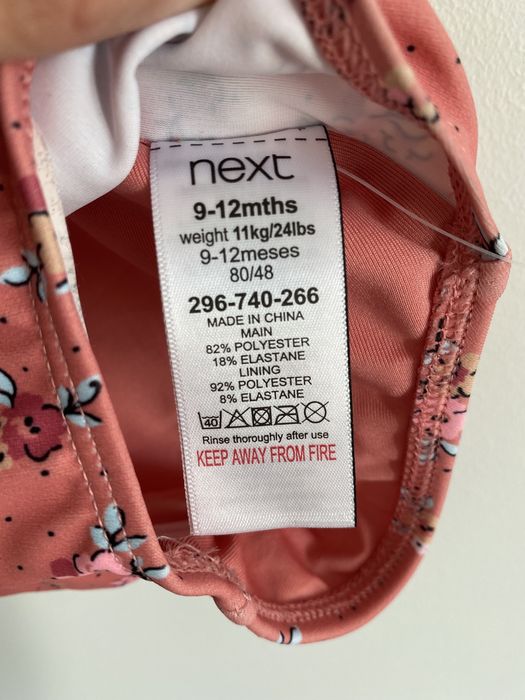 next
9-12mths
weight 11kg/24lbs
9-12meses
80/48
296-740-266
MADE IN CHINA
MAIN
82% POLYESTER
18% ELASTANE
LINING
92% POLYESTER
8% ELASTANE
40
Rinse thoroughly after use
KEEP AWAY FROM FIRE